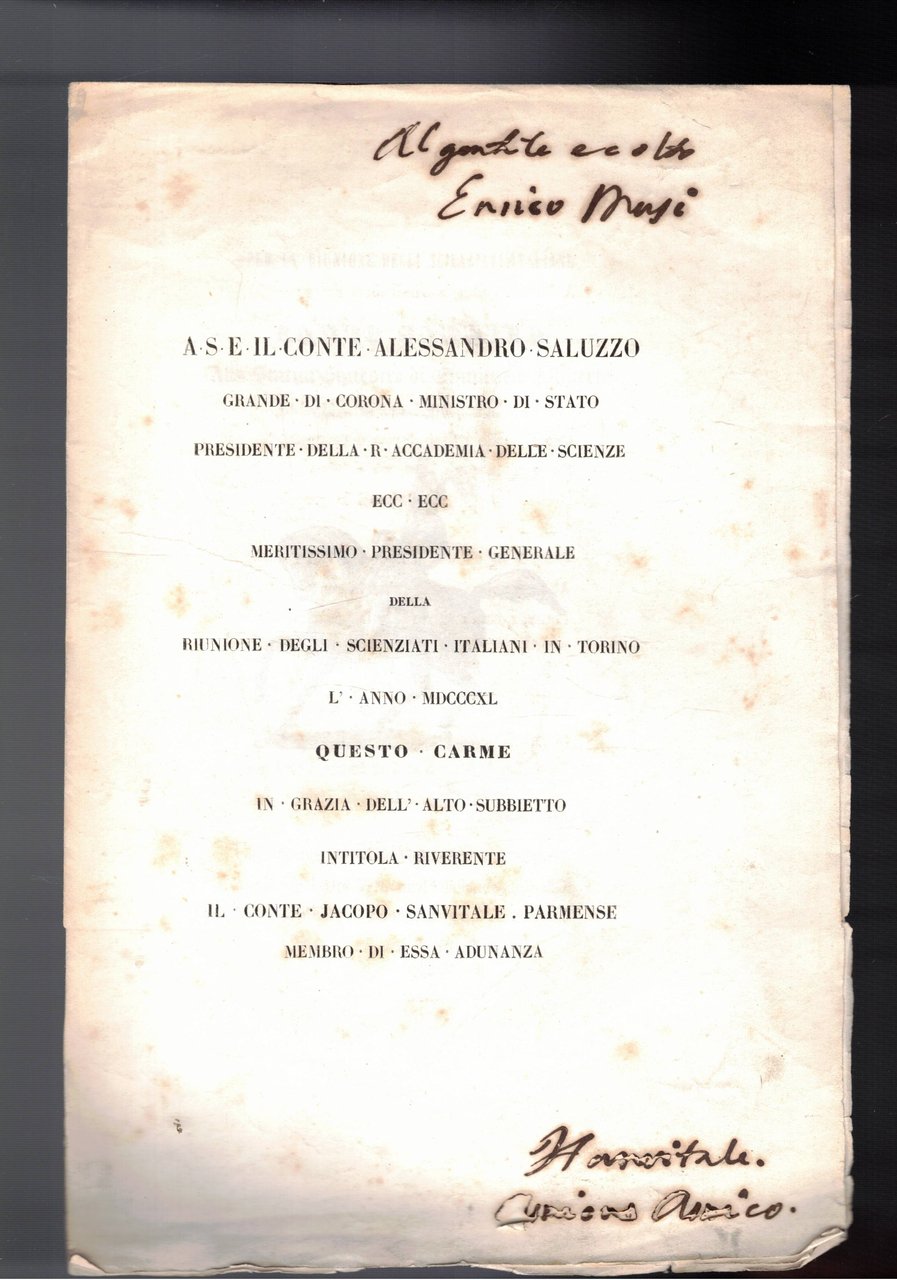 Al gentile e colto
Enrico Musi
A·S·E·IL·CONTE·ALESSANDRO·SALUZZO
GRANDE · DI · CORONA · MINISTRO · DI · STATO
PRESIDENTE · DELLA · R · ACCADEMIA · DELLE · SCIENZE
ECC · ECC
MERITISSIMO · PRESIDENTE · GENERALE
DELLA
RIUNIONE · DEGLI · SCIENZIATI · ITALIANI · IN · TORINO
L' · ANNO · MDCCCXL
QUESTO · CARME
IN · GRAZIA · DELL' · ALTO · SUBBIETTO
INTITOLA · RIVERENTE
IL · CONTE · JACOPO · SANVITALE . PARMENSE
MEMBRO · DI · ESSA · ADUNANZA
Sanvitale.
Amico.